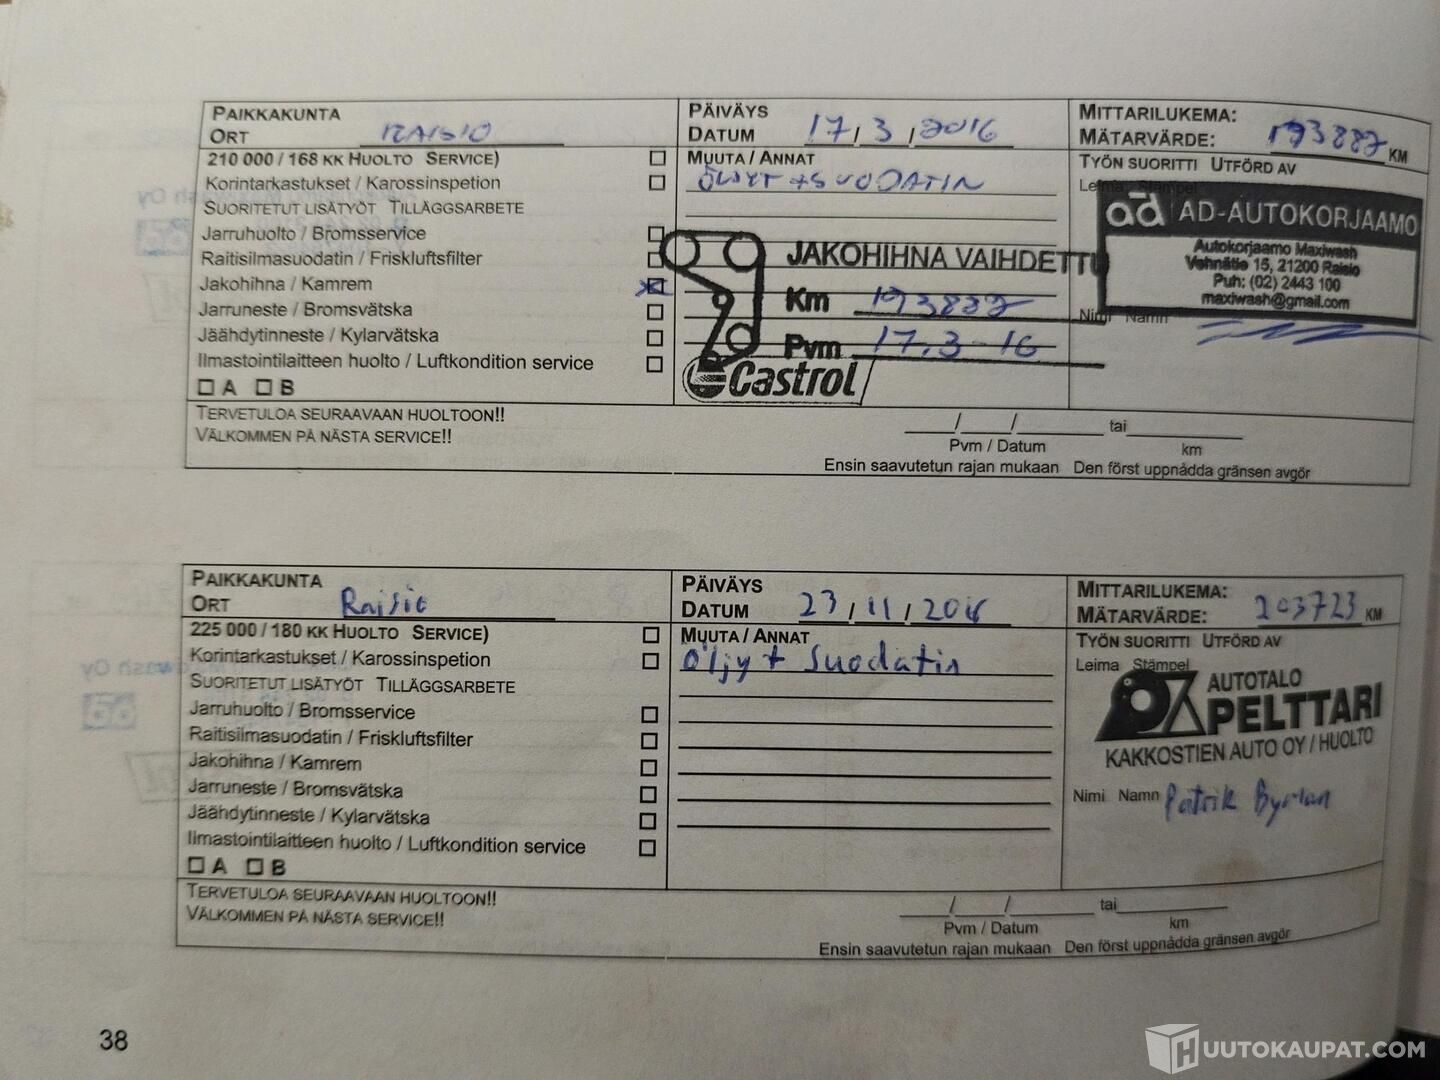 PAIKKAKUNTA
ORT RAISIO
PÄIVÄYS
DATUM 17/3/2016
MITTARILUKEMA:
MÄTARVÄRDE: 193887 KM
210 000 / 168 KK HUOLTO SERVICE)
Korintarkastukset / Karossinspetion
SUORITETUT LISÄTYÖT TILLÄGGSARBETE
Jarruhuolto / Bromsservice
Raitisilmasuodatin / Friskluftsfilter
Jakohihna / Kamrem
Jarruneste / Bromsvätska
Jäähdytinneste / Kylarvätska
Ilmastointilaitteen huolto / Luftkondition service
A B
MUUTA / ANNAT
ÖLJYT + SUODATIN
JAKOHIHNA VAIHDETTU
Km 193887
Pvm 17.3-16
Castrol
TYÖN SUORITTI UTFÖRD AV
Leima Stämpel
ad AD-AUTOKORJAAMO
Autokorjaamo Maxiwash
Vehnätie 15, 21200 Raisio
Puh: (02) 2443 100
maxiwash@gmail.com
Nimi Namn
TERVETULOA SEURAAVAAN HUOLTOON!!
VÄLKOMMEN PÅ NÄSTA SERVICE!!
/ / tai
Pvm / Datum km
Ensin saavutetun rajan mukaan Den först uppnådda gränsen avgör
PAIKKAKUNTA
ORT Raisio
PÄIVÄYS
DATUM 23/11/2016
MITTARILUKEMA:
MÄTARVÄRDE: 203723 KM
225 000 / 180 KK HUOLTO SERVICE)
Korintarkastukset / Karossinspetion
SUORITETUT LISÄTYÖT TILLÄGGSARBETE
Jarruhuolto / Bromsservice
Raitisilmasuodatin / Friskluftsfilter
Jakohihna / Kamrem
Jarruneste / Bromsvätska
Jäähdytinneste / Kylarvätska
Ilmastointilaitteen huolto / Luftkondition service
A B
MUUTA / ANNAT
Öljy + Suodatin
TYÖN SUORITTI UTFÖRD AV
Leima Stämpel
AUTOTALO
PELTTARI
KAKKOSTIEN AUTO OY / HUOLTO
Nimi Namn Patrik
TERVETULOA SEURAAVAAN HUOLTOON!!
VÄLKOMMEN PÅ NÄSTA SERVICE!!
/ / tai
Pvm / Datum km
Ensin saavutetun rajan mukaan Den först uppnådda gränsen avgör
38
HUUTOKAUPAT.COM